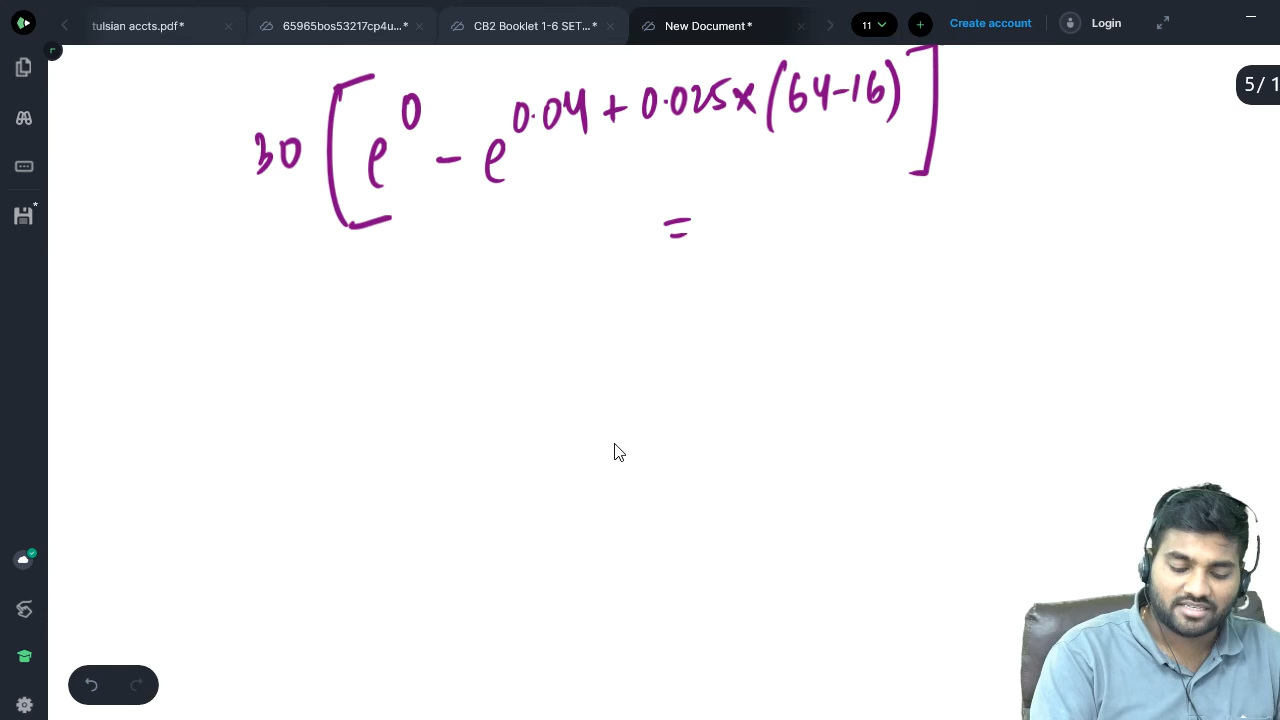 tulsian accts.pdf* 65965bos53217cp4u...* CB2 Booklet 1-6 SET...* New Document* 11 Create account Login
5/1
30 [e^0 - e^{0.04 + 0.025×(64-16)}]
=